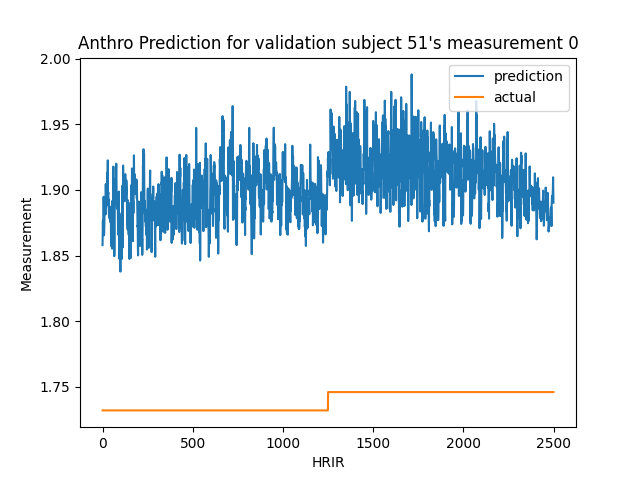 Anthro Prediction for validation subject 51's measurement 0
prediction
actual
2.00
1.95
1.90
1.85
1.80
1.75
Measurement
0
500
1000
1500
2000
2500
HRIR